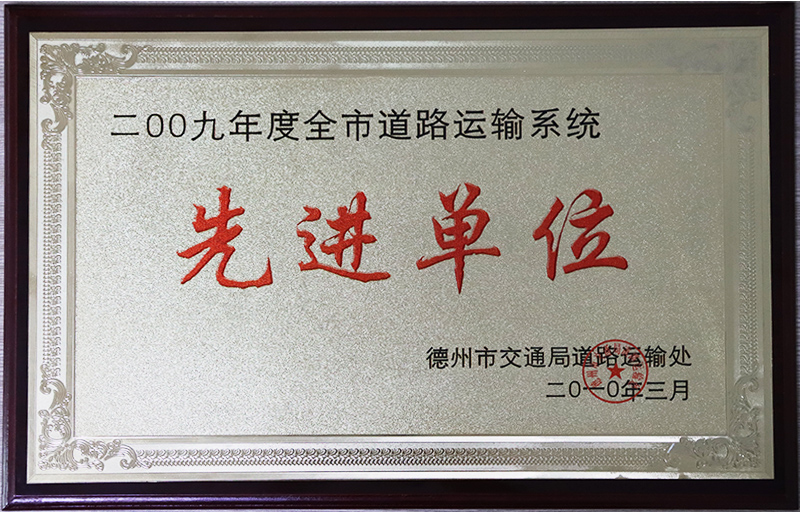 二00九年度全市道路运输系统
先进单位
德州市交通局道路运输处
二0一0年三月